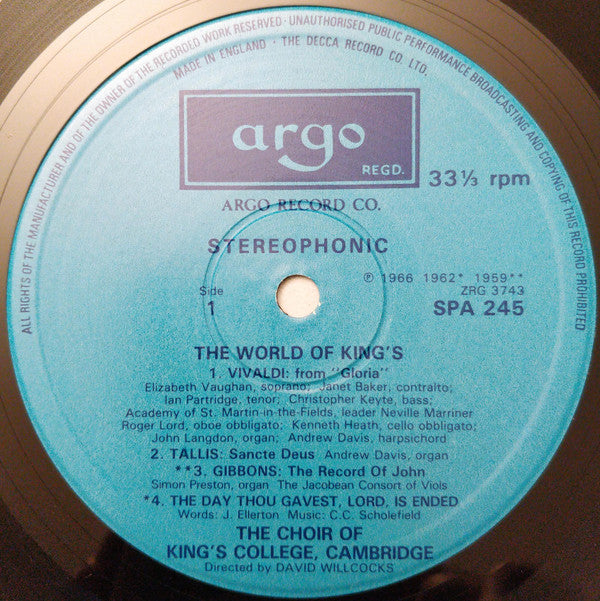 ALL RIGHTS OF THE MANUFACTURER AND OF THE OWNER OF THE RECORDED WORK RESERVED · UNAUTHORISED PUBLIC PERFORMANCE BROADCASTING AND COPYING OF THIS RECORD PROHIBITED
MADE IN ENGLAND · THE DECCA RECORD CO. LTD.
argo
REGD.
33⅓ rpm
ARGO RECORD CO.
STEREOPHONIC
℗ 1966 1962* 1959**
Side
ZRG 3743
1
SPA 245
THE WORLD OF KING'S
1. VIVALDI: from "Gloria"
Elizabeth Vaughan, soprano; Janet Baker, contralto;
Ian Partridge, tenor; Christopher Keyte, bass;
Academy of St. Martin-in-the-Fields, leader Neville Marriner
Roger Lord, oboe obbligato; Kenneth Heath, cello obbligato;
John Langdon, organ; Andrew Davis, harpsichord
2. TALLIS: Sancte Deus Andrew Davis, organ
**3. GIBBONS: The Record Of John
Simon Preston, organ The Jacobean Consort of Viols
*4. THE DAY THOU GAVEST, LORD, IS ENDED
Words: J. Ellerton Music: C.C. Scholefield
THE CHOIR OF
KING'S COLLEGE, CAMBRIDGE
Directed by DAVID WILLCOCKS